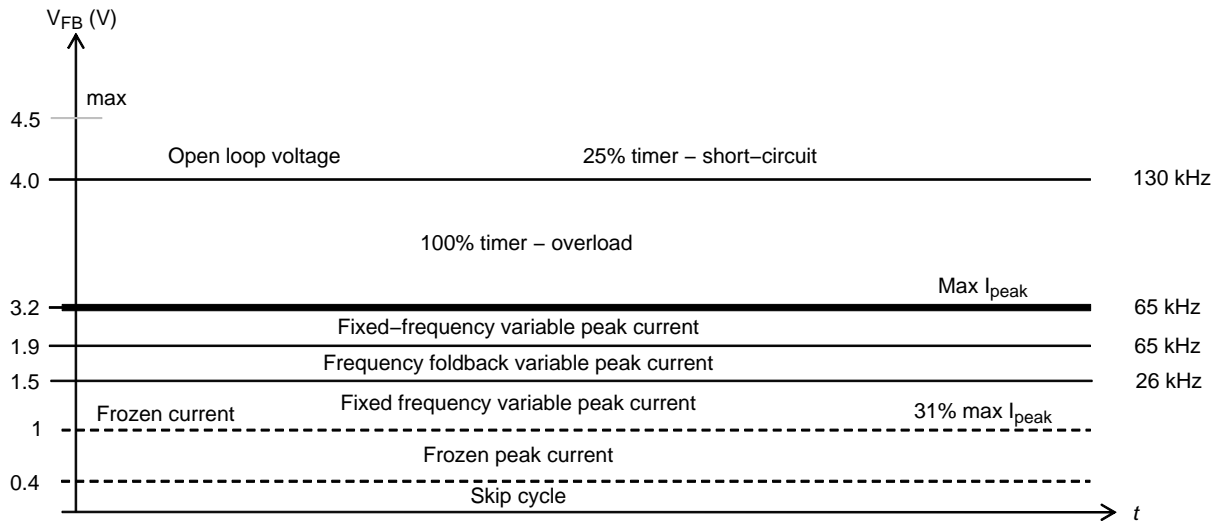 V_FB (V)
max
4.5
Open loop voltage 25% timer − short−circuit
4.0 130 kHz
100% timer − overload
Max I_peak
3.2 65 kHz
Fixed−frequency variable peak current
1.9 65 kHz
Frequency foldback variable peak current
1.5 26 kHz
Fixed frequency variable peak current
Frozen current 31% max I_peak
1
Frozen peak current
0.4
Skip cycle
t